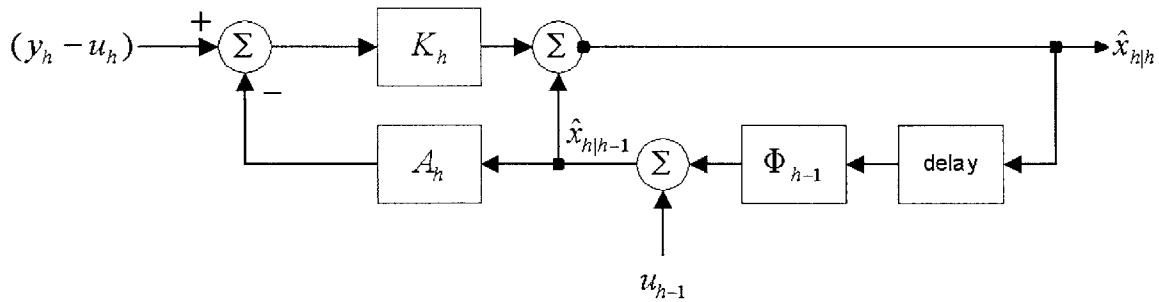 (y_h − u_h)
+
Σ
K_h
Σ
x̂_{h|h}
−
x̂_{h|h−1}
A_h
Σ
Φ_{h−1}
delay
u_{h−1}